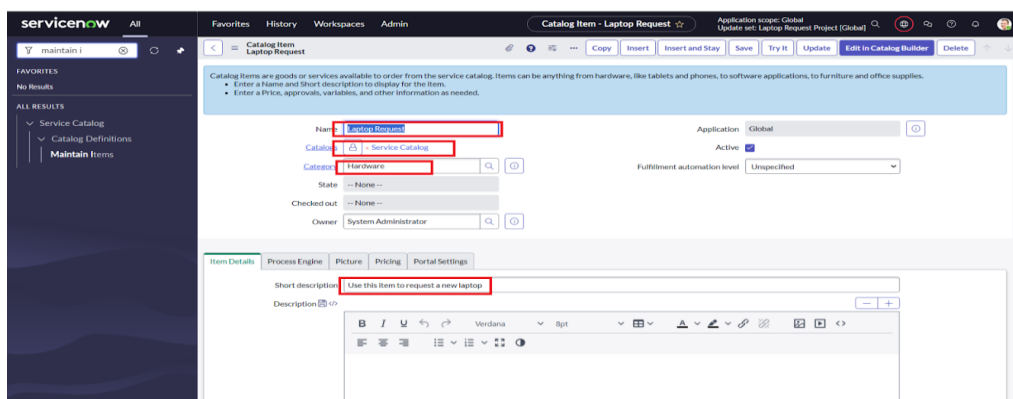 servicenow All Favorites History Workspaces Admin Catalog Item - Laptop Request Application scope: Global
Update set: Laptop Request Project [Global]
maintain i
FAVORITES
No Results
ALL RESULTS
Service Catalog
Catalog Definitions
Maintain Items
Catalog Item
Laptop Request
Copy Insert Insert and Stay Save Try It Update Edit in Catalog Builder Delete
Catalog Items are goods or services available to order from the service catalog. Items can be anything from hardware, like tablets and phones, to software applications, to furniture and office supplies.
• Enter a Name and Short description to display for the item.
• Enter a Price, approvals, variables, and other information as needed.
Name Laptop Request
Catalogs Service Catalog
Category Hardware
State -- None --
Checked out -- None --
Owner System Administrator
Application Global
Active
Fulfillment automation level Unspecified
Item Details Process Engine Picture Pricing Portal Settings
Short description Use this item to request a new laptop
Description
B I U Verdana 8pt A